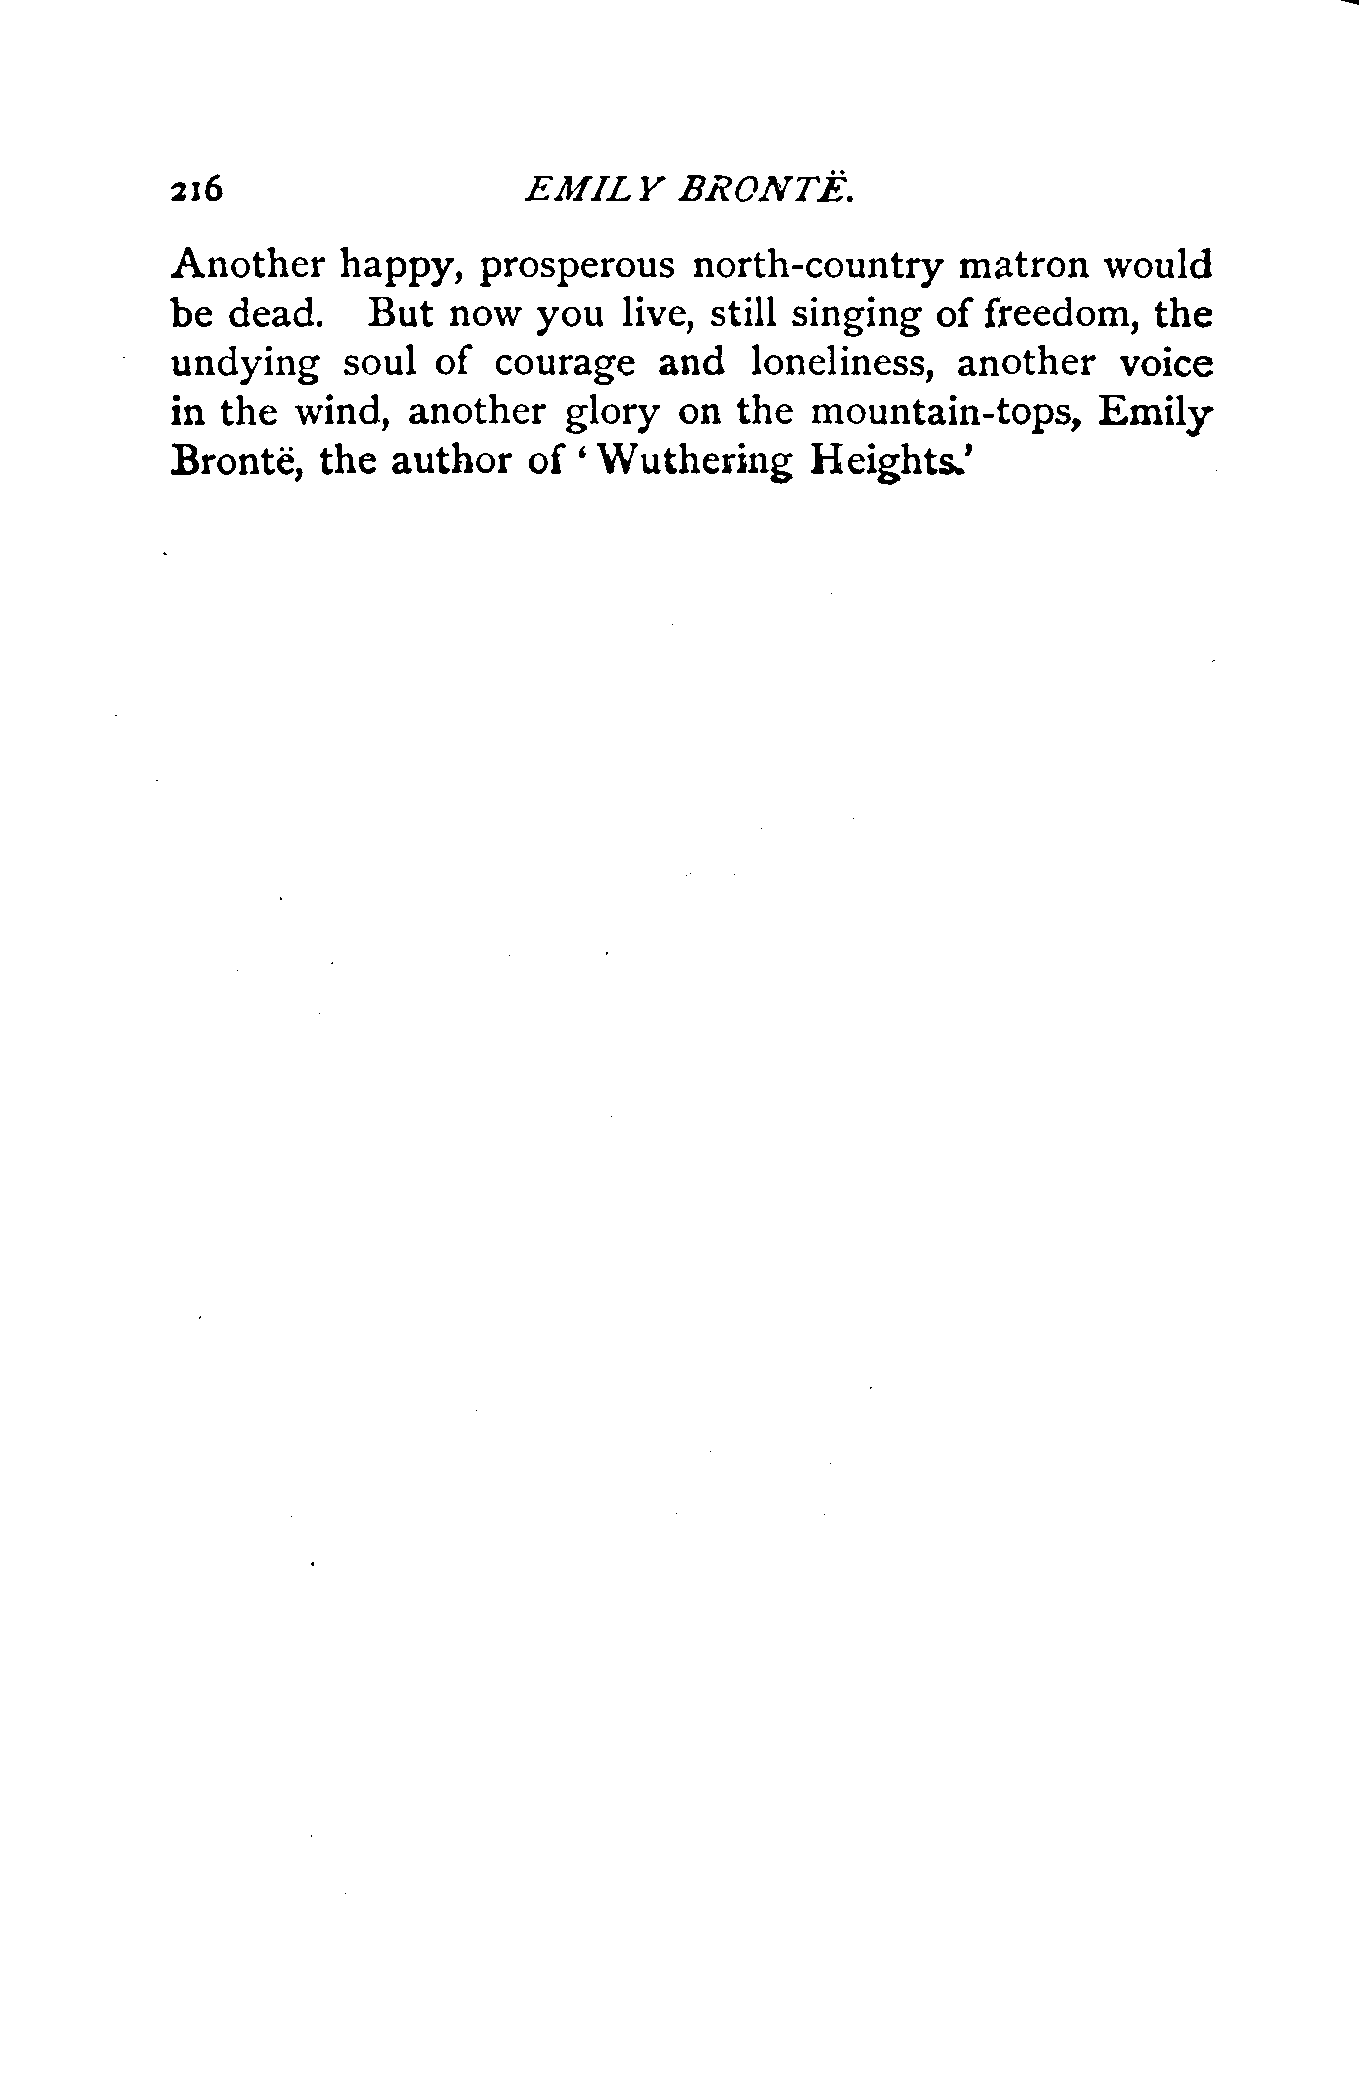 216 EMILY BRONTË.
Another happy, prosperous north-country matron would
be dead. But now you live, still singing of freedom, the
undying soul of courage and loneliness, another voice
in the wind, another glory on the mountain-tops, Emily
Brontë, the author of ‘Wuthering Heights.’